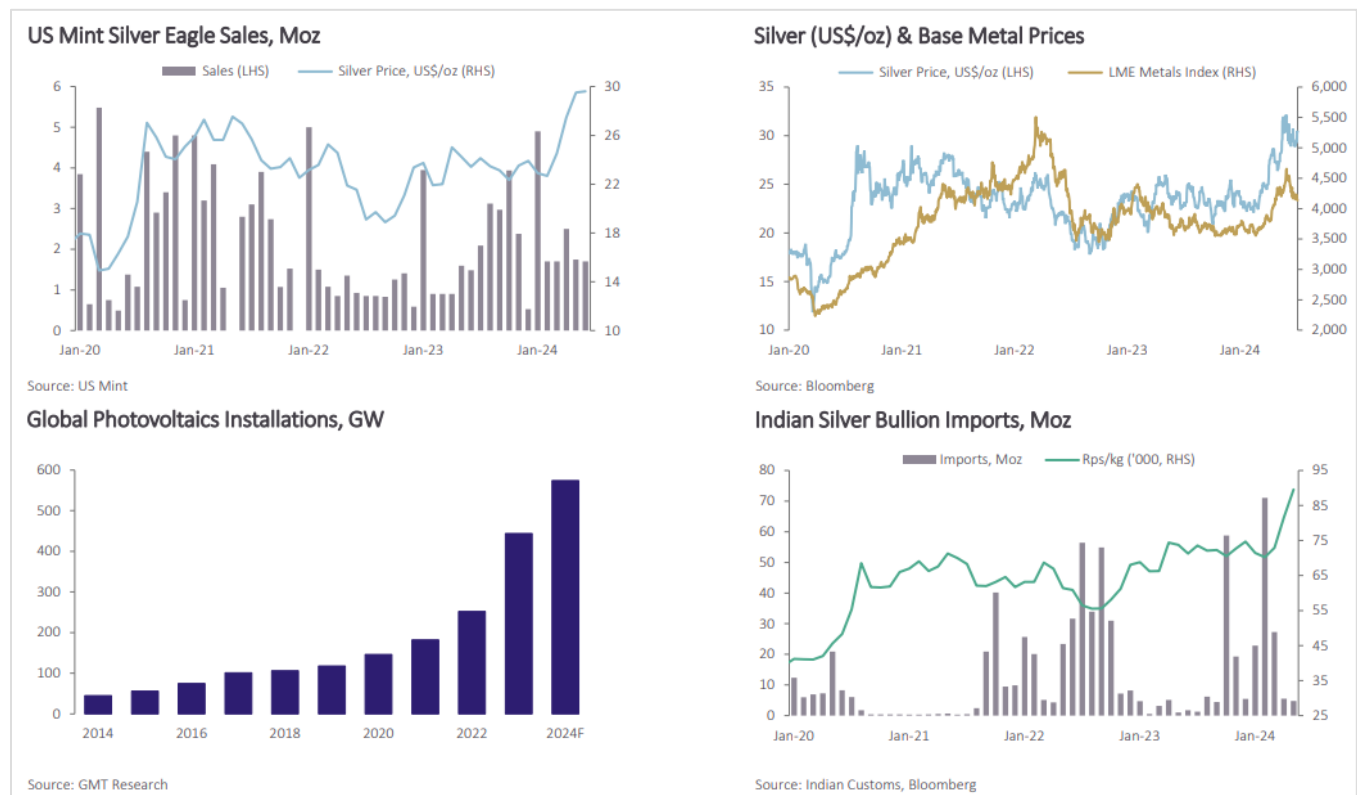 US Mint Silver Eagle Sales, Moz
Sales (LHS) Silver Price, US$/oz (RHS)
6 30
5 26
4
22
3
18
2
14
1
0 10
Jan-20 Jan-21 Jan-22 Jan-23 Jan-24
Source: US Mint
Silver (US$/oz) & Base Metal Prices
Silver Price, US$/oz (LHS) LME Metals Index (RHS)
35 6,000
5,500
30
5,000
25 4,500
4,000
20 3,500
3,000
15
2,500
10 2,000
Jan-20 Jan-21 Jan-22 Jan-23 Jan-24
Source: Bloomberg
Global Photovoltaics Installations, GW
600
500
400
300
200
100
0
2014 2016 2018 2020 2022 2024F
Source: GMT Research
Indian Silver Bullion Imports, Moz
Imports, Moz Rps/kg ('000, RHS)
80 95
70 85
60
75
50
40 65
30 55
20
45
10 35
0 25
Jan-20 Jan-21 Jan-22 Jan-23 Jan-24
Source: Indian Customs, Bloomberg